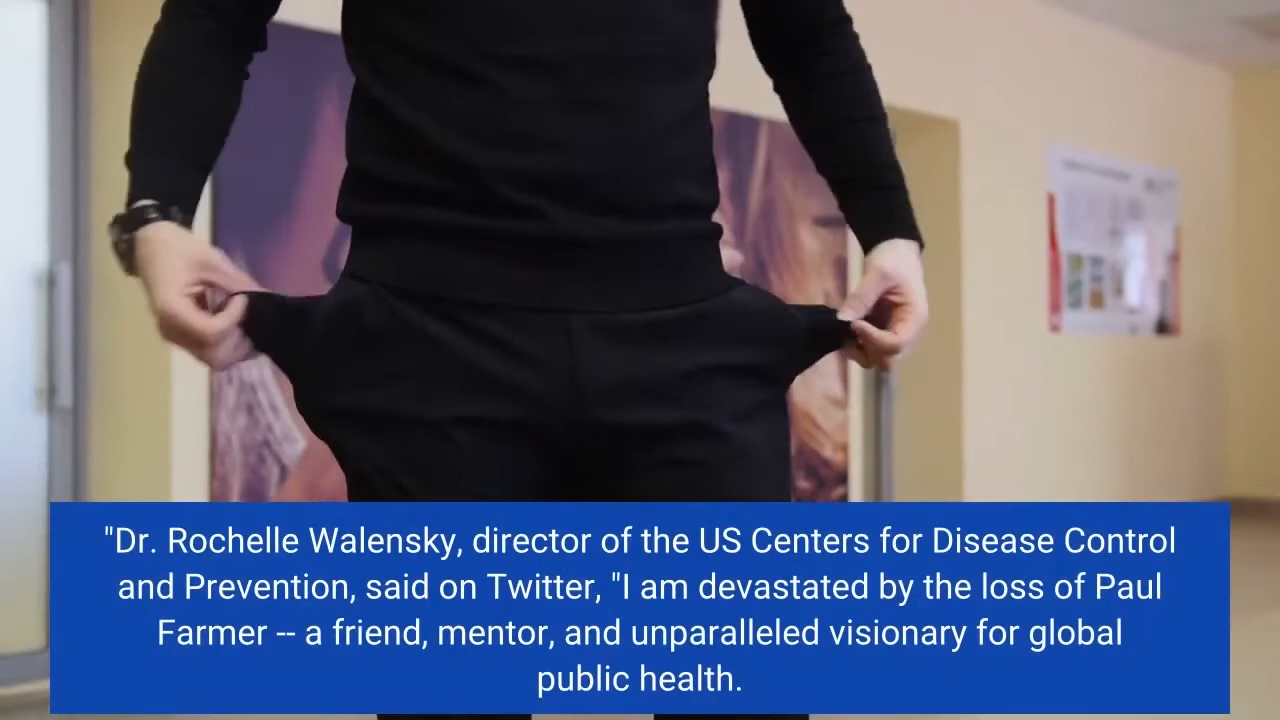 "Dr. Rochelle Walensky, director of the US Centers for Disease Control
and Prevention, said on Twitter, "I am devastated by the loss of Paul
Farmer -- a friend, mentor, and unparalleled visionary for global
public health.